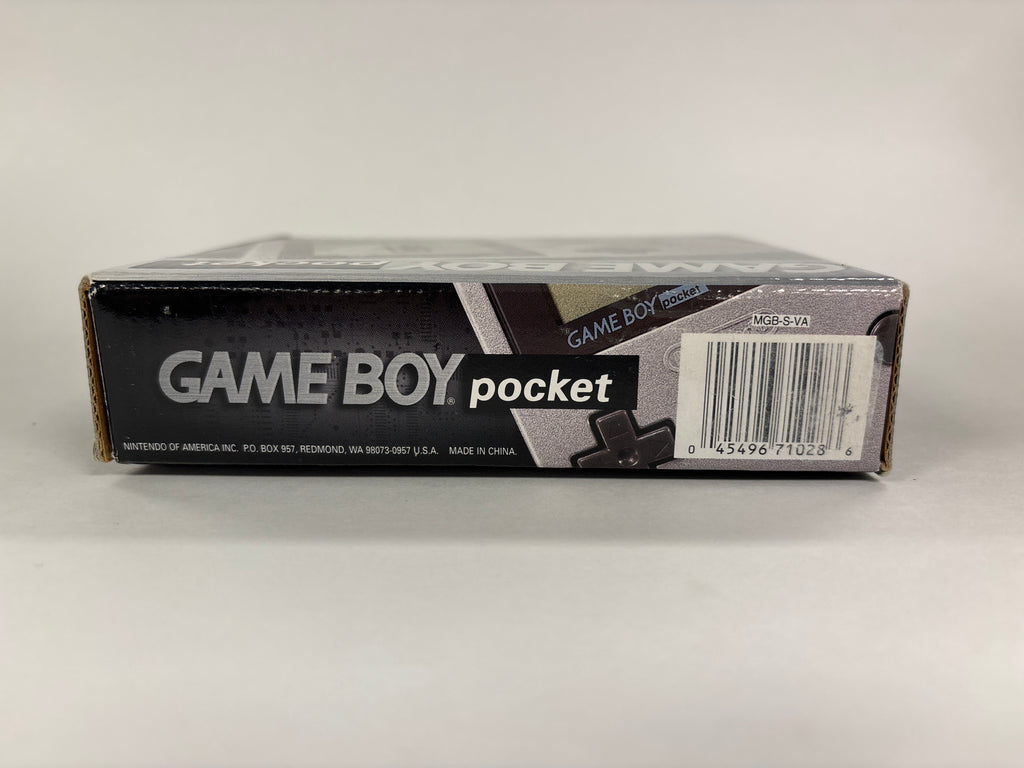 GAME BOY pocket
GAME BOY pocket
MGB-S-VA
GAME BOY® pocket
NINTENDO OF AMERICA INC. P.O. BOX 957, REDMOND, WA 98073-0957 U.S.A. MADE IN CHINA.
0 45496 71028 6